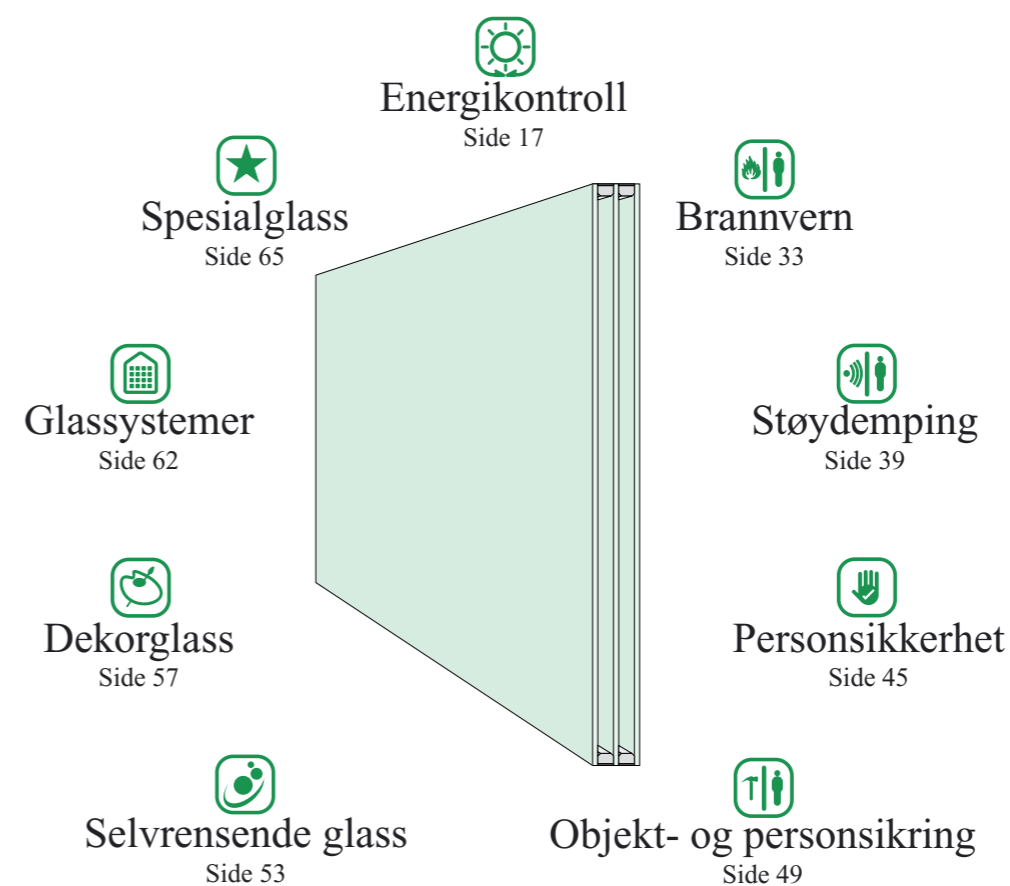 Energikontroll
Side 17
Brannvern
Side 33
Støydemping
Side 39
Personsikkerhet
Side 45
Objekt- og personsikring
Side 49
Selvrensende glass
Side 53
Dekorglass
Side 57
Glassystemer
Side 62
Spesialglass
Side 65